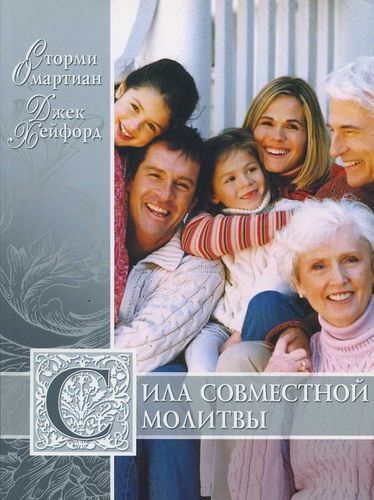 Сторми
Омартиан
Джек
Хейфорд
СИЛА СОВМЕСТНОЙ
МОЛИТВЫ